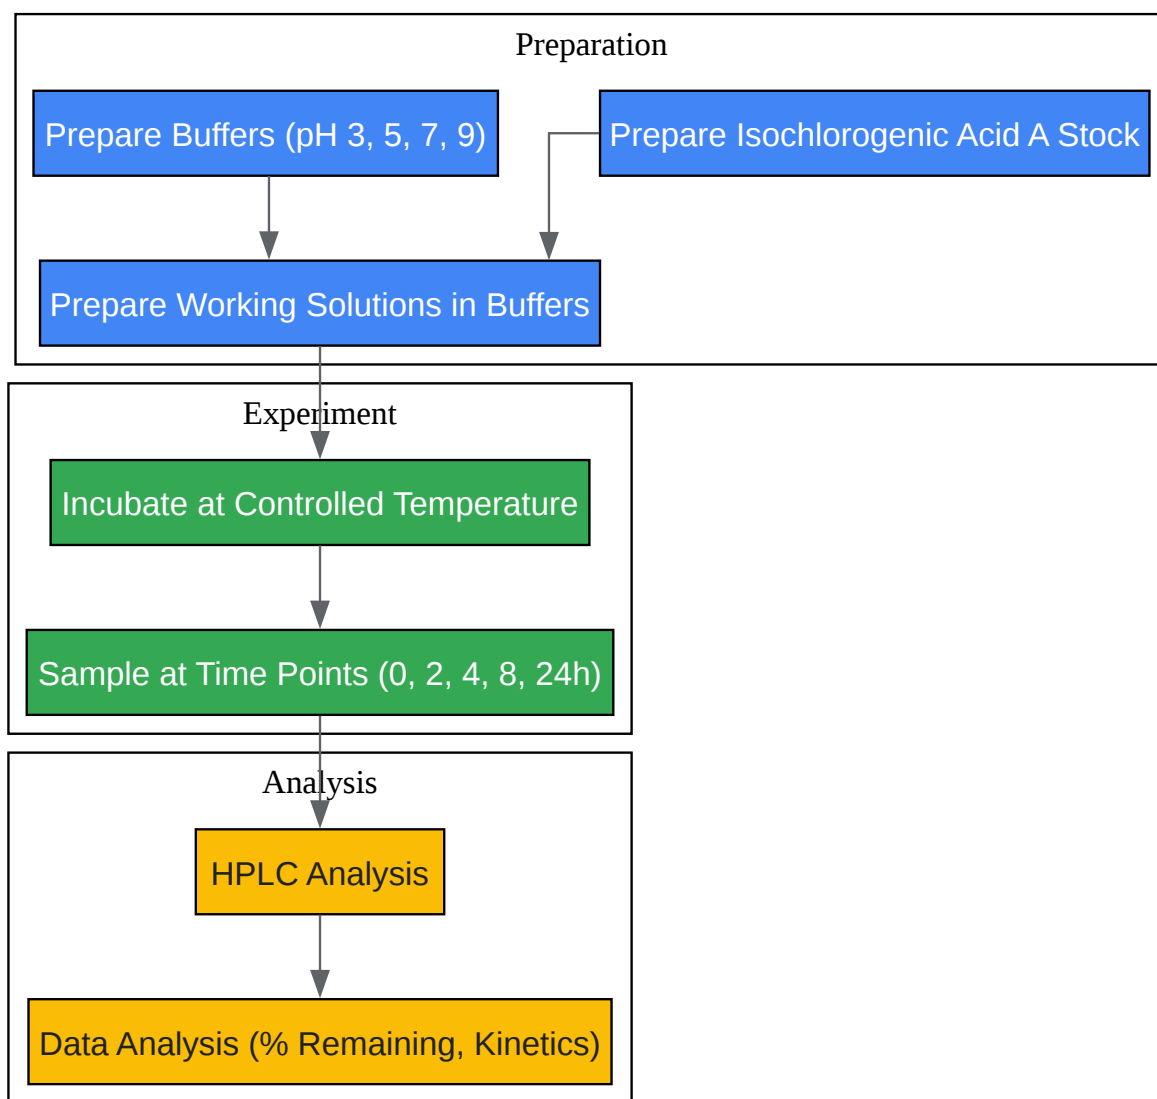 Preparation
Prepare Buffers (pH 3, 5, 7, 9)
Prepare Isochlorogenic Acid A Stock
Prepare Working Solutions in Buffers
Experiment
Incubate at Controlled Temperature
Sample at Time Points (0, 2, 4, 8, 24h)
Analysis
HPLC Analysis
Data Analysis (% Remaining, Kinetics)